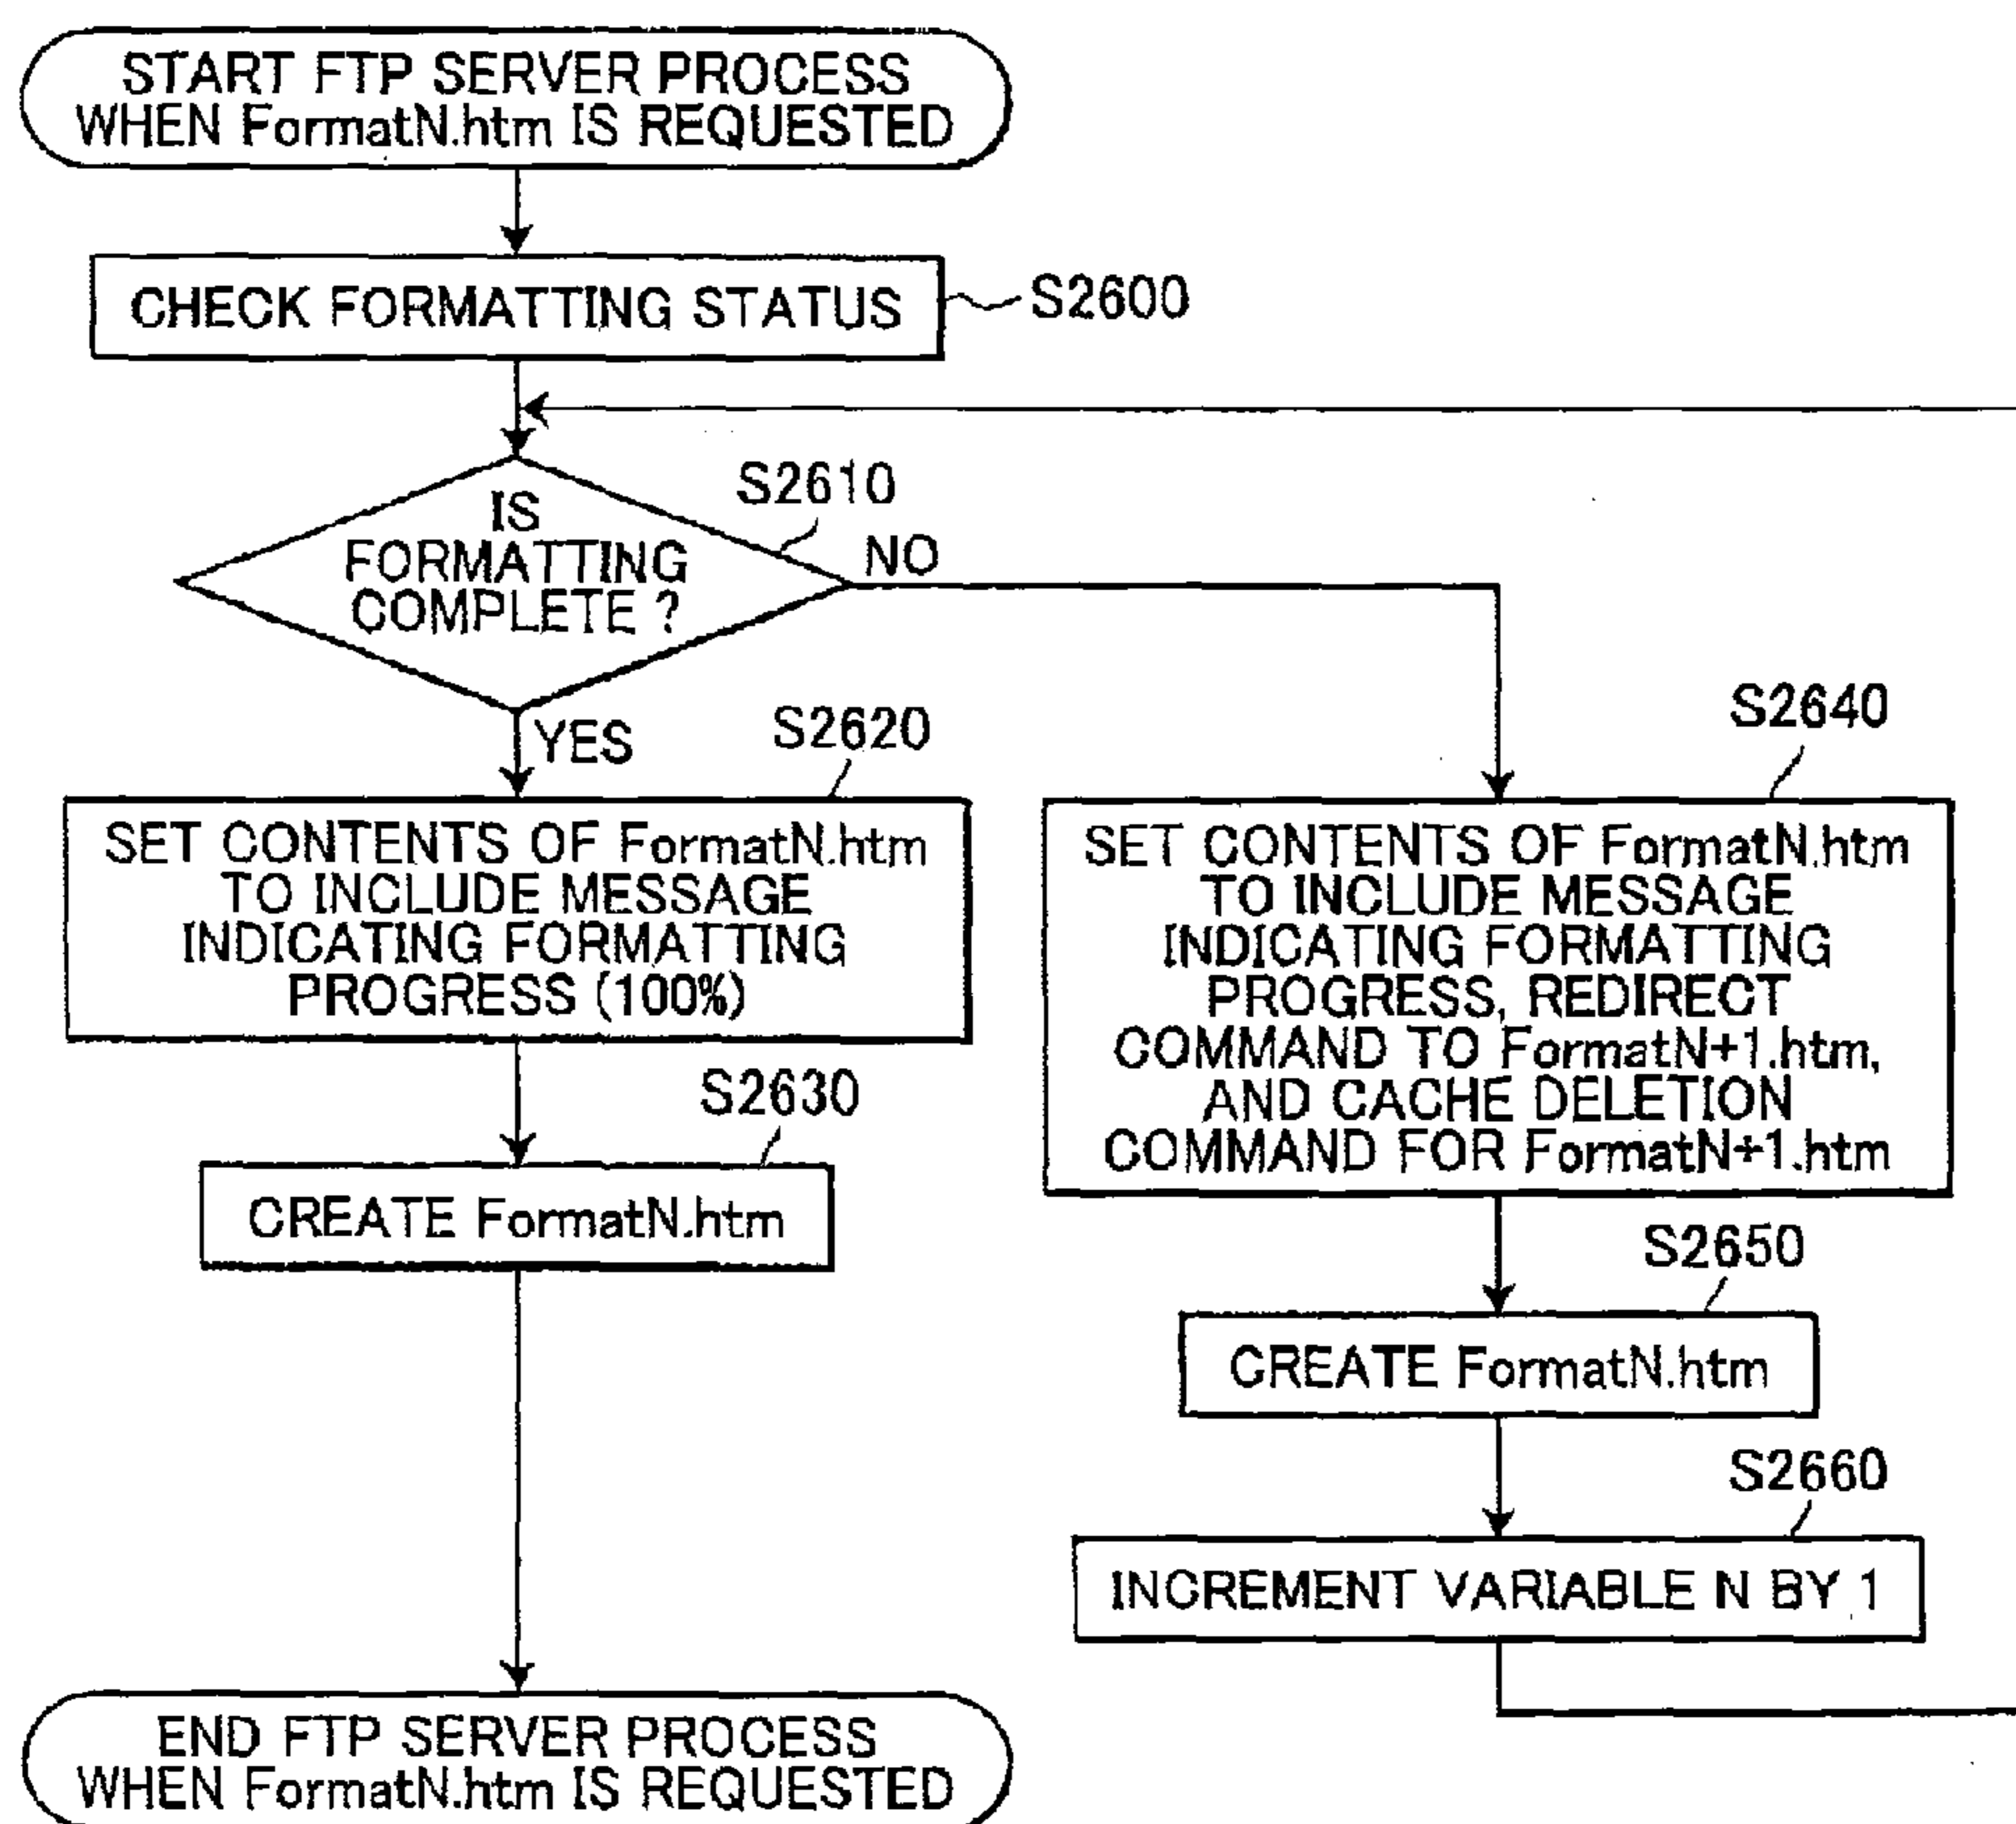 START FTP SERVER PROCESS
WHEN FormatN.htm IS REQUESTED
CHECK FORMATTING STATUS
S2600
S2610
IS
FORMATTING
COMPLETE ?
NO
YES
S2620
SET CONTENTS OF FormatN.htm
TO INCLUDE MESSAGE
INDICATING FORMATTING
PROGRESS (100%)
S2630
CREATE FormatN.htm
S2640
SET CONTENTS OF FormatN.htm
TO INCLUDE MESSAGE
INDICATING FORMATTING
PROGRESS, REDIRECT
COMMAND TO FormatN+1.htm,
AND CACHE DELETION
COMMAND FOR FormatN+1.htm
S2650
CREATE FormatN.htm
S2660
INCREMENT VARIABLE N BY 1
END FTP SERVER PROCESS
WHEN FormatN.htm IS REQUESTED